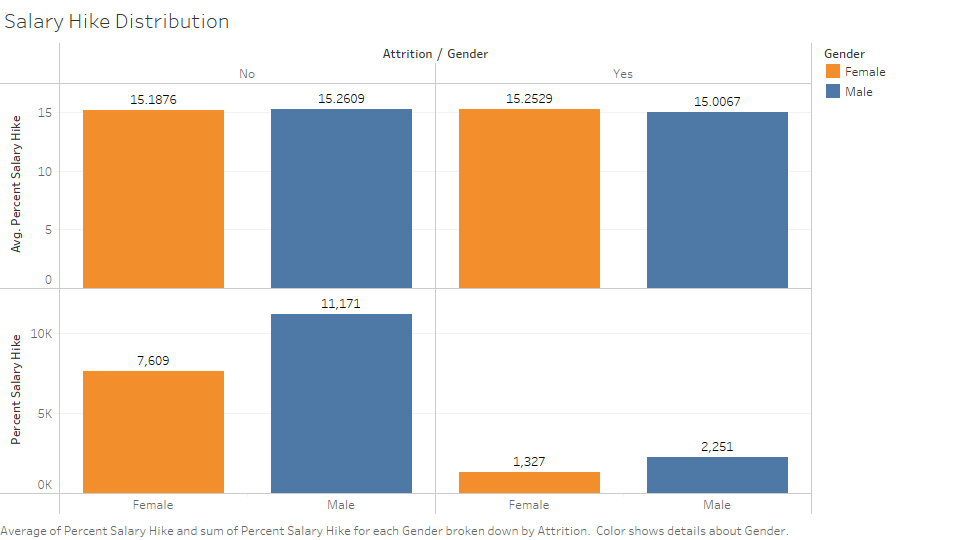 Salary Hike Distribution
Attrition / Gender
No Yes
Gender
Female
Male
Avg. Percent Salary Hike
15
10
5
0
15.1876 15.2609 15.2529 15.0067
Percent Salary Hike
10K
5K
0K
7,609 11,171 1,327 2,251
Female Male Female Male
Average of Percent Salary Hike and sum of Percent Salary Hike for each Gender broken down by Attrition. Color shows details about Gender.